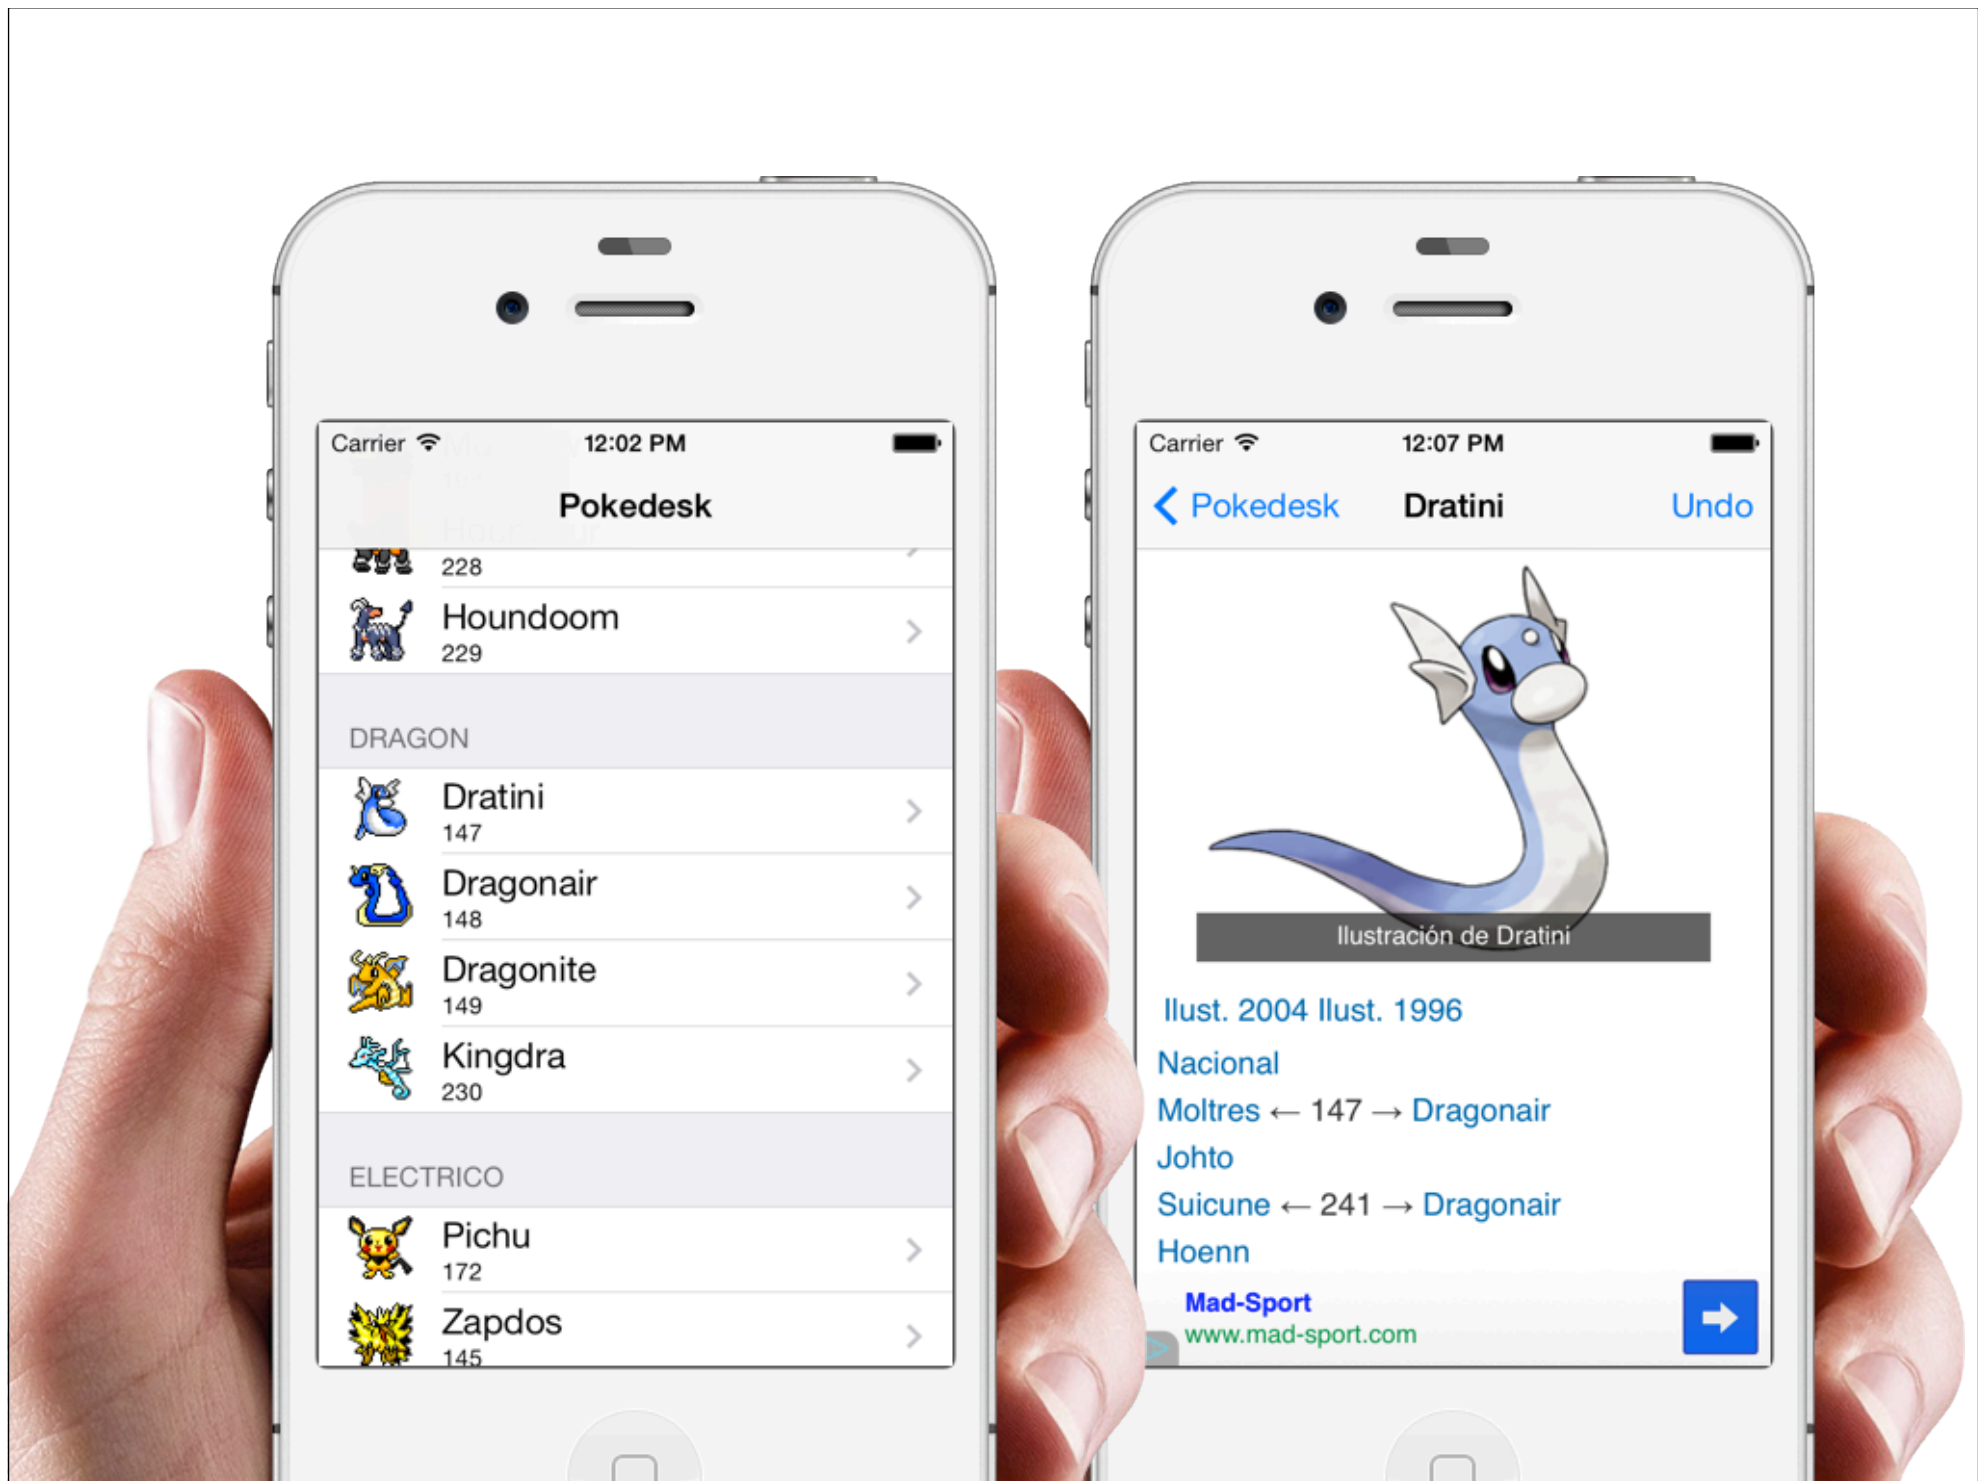 Carrier
12:02 PM
Pokedesk
228
Houndoom
229
DRAGON
Dratini
147
Dragonair
148
Dragonite
149
Kingdra
230
ELECTRICO
Pichu
172
Zapdos
145
Carrier
12:07 PM
Pokedesk
Dratini
Undo
Ilustración de Dratini
Ilust. 2004 Ilust. 1996
Nacional
Moltres ← 147 → Dragonair
Johto
Suicune ← 241 → Dragonair
Hoenn
Mad-Sport
www.mad-sport.com